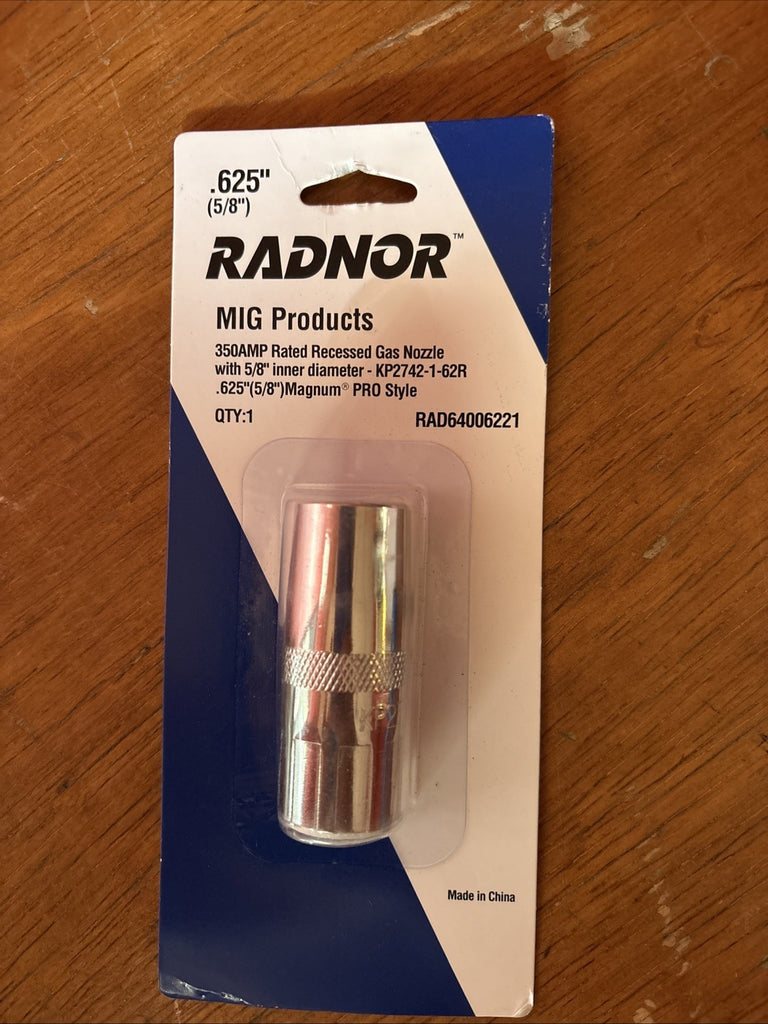 .625"
(5/8")
RADNOR™
MIG Products
350AMP Rated Recessed Gas Nozzle
with 5/8" inner diameter - KP2742-1-62R
.625"(5/8")Magnum® PRO Style
QTY:1 RAD64006221
KP2
Made in China